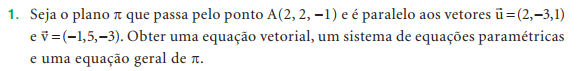 1. Seja o plano π que passa pelo ponto A(2, 2, −1) e é paralelo aos vetores u⃗=(2,−3,1)
e v⃗=(−1,5,−3). Obter uma equação vetorial, um sistema de equações paramétricas
e uma equação geral de π.